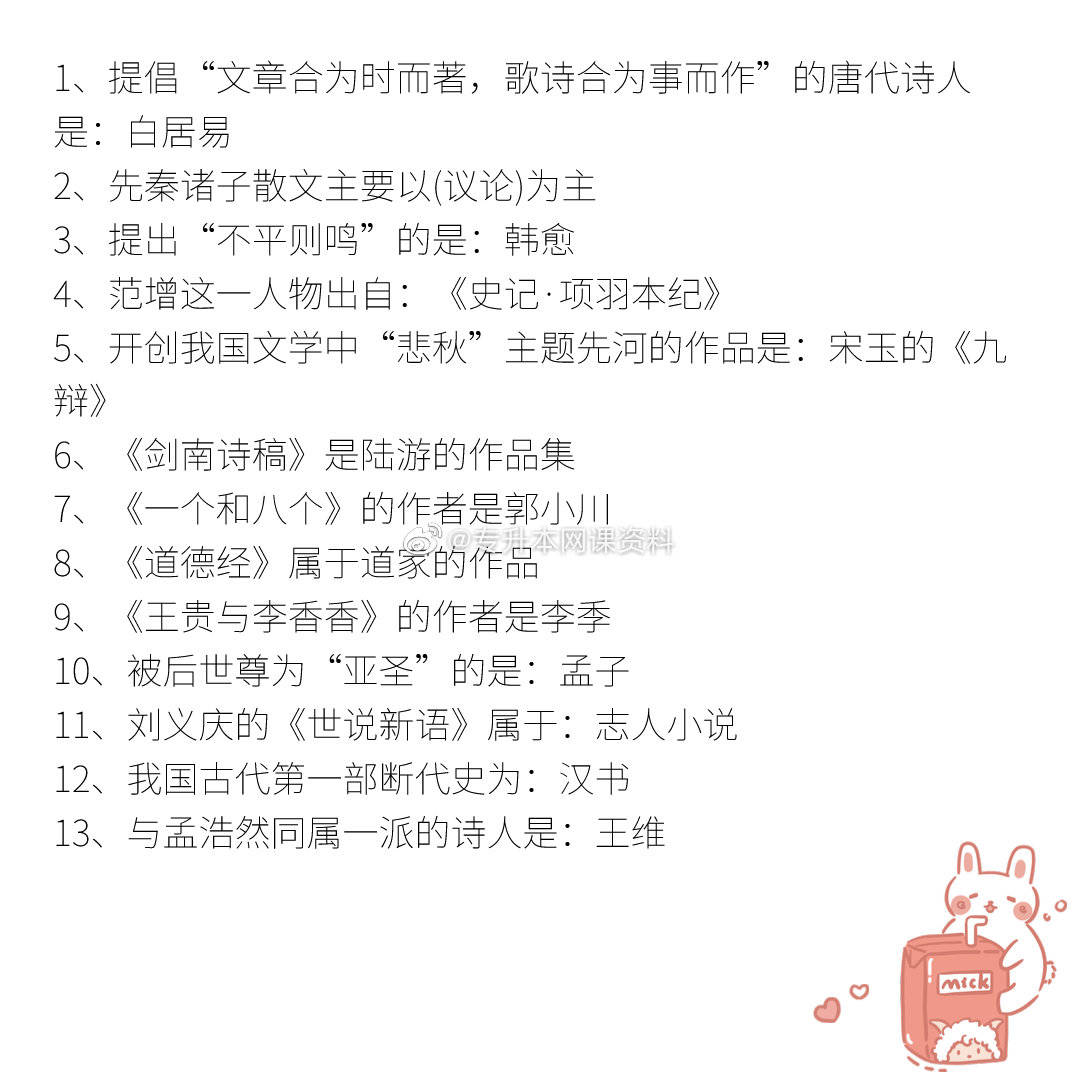 1、提倡“文章合为时而著，歌诗合为事而作”的唐代诗人
是：白居易
2、先秦诸子散文主要以(议论)为主
3、提出“不平则鸣”的是：韩愈
4、范增这一人物出自：《史记·项羽本纪》
5、开创我国文学中“悲秋”主题先河的作品是：宋玉的《九
辩》
6、《剑南诗稿》是陆游的作品集
7、《一个和八个》的作者是郭小川
@专升本网课资料
8、《道德经》属于道家的作品
9、《王贵与李香香》的作者是李季
10、被后世尊为“亚圣”的是：孟子
11、刘义庆的《世说新语》属于：志人小说
12、我国古代第一部断代史为：汉书
13、与孟浩然同属一派的诗人是：王维
mick